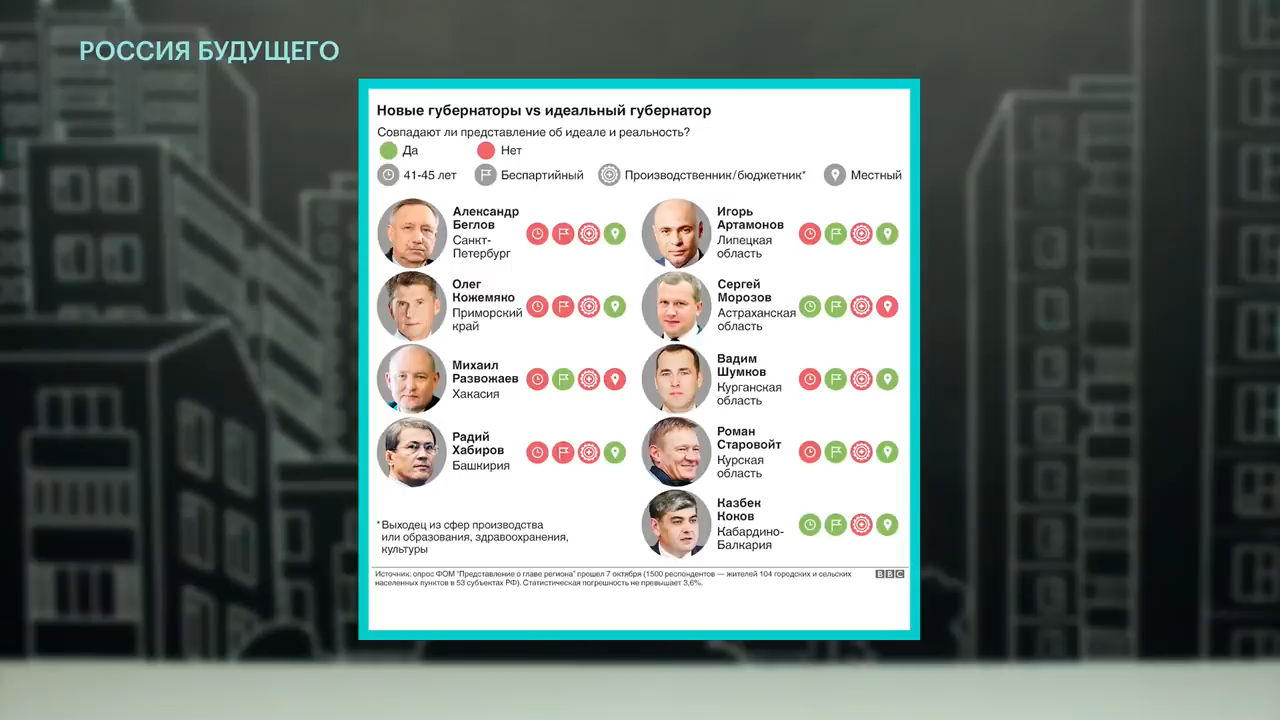 РОССИЯ БУДУЩЕГО
Новые губернаторы vs идеальный губернатор
Совпадают ли представление об идеале и реальность?
Да
Нет
41-45 лет
Беспартийный
Производственник/бюджетник*
Местный
Александр
Беглов
Санкт-
Петербург
Олег
Кожемяко
Приморский
край
Михаил
Развожаев
Хакасия
Радий
Хабиров
Башкирия
Игорь
Артамонов
Липецкая
область
Сергей
Морозов
Астраханская
область
Вадим
Шумков
Курганская
область
Роман
Старовойт
Курская
область
Казбек
Коков
Кабардино-
Балкария
*Выходец из сфер производства
или образования, здравоохранения,
культуры
Источник: опрос ФОМ "Представление о главе региона" прошел 7 октября (1500 респондентов — жителей 104 городских и сельских
населенных пунктов в 53 субъектах РФ). Статистическая погрешность не превышает 3,6%.
BBC